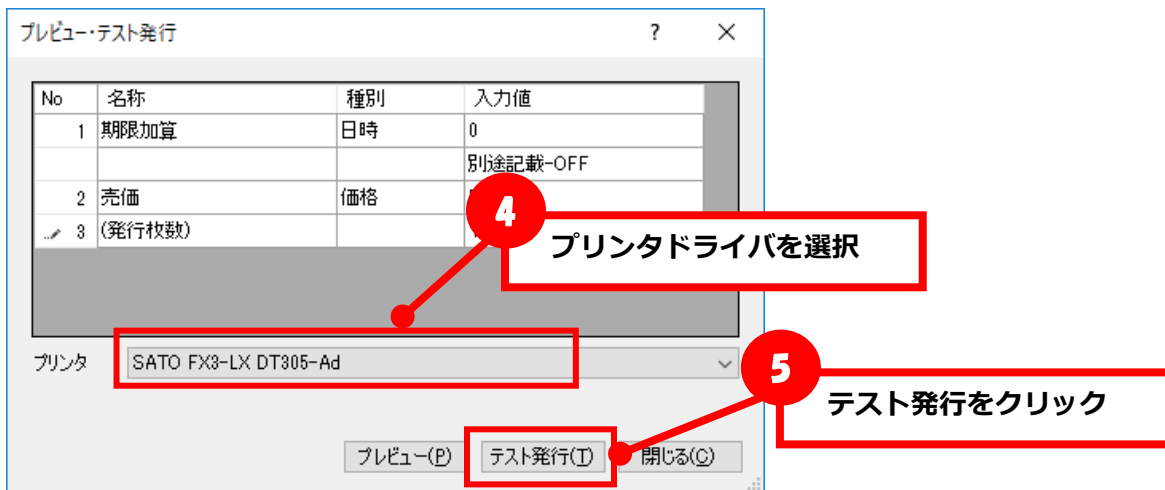 プレビュー・テスト発行 ?
No 名称 種別 入力値
1 期限加算 日時 0
別途記載-OFF
2 売価 価格
4
3 (発行枚数)
プリンタドライバを選択
プリンタ SATO FX3-LX DT305-Ad
5
テスト発行をクリック
プレビュー(P) テスト発行(T) 閉じる(C)